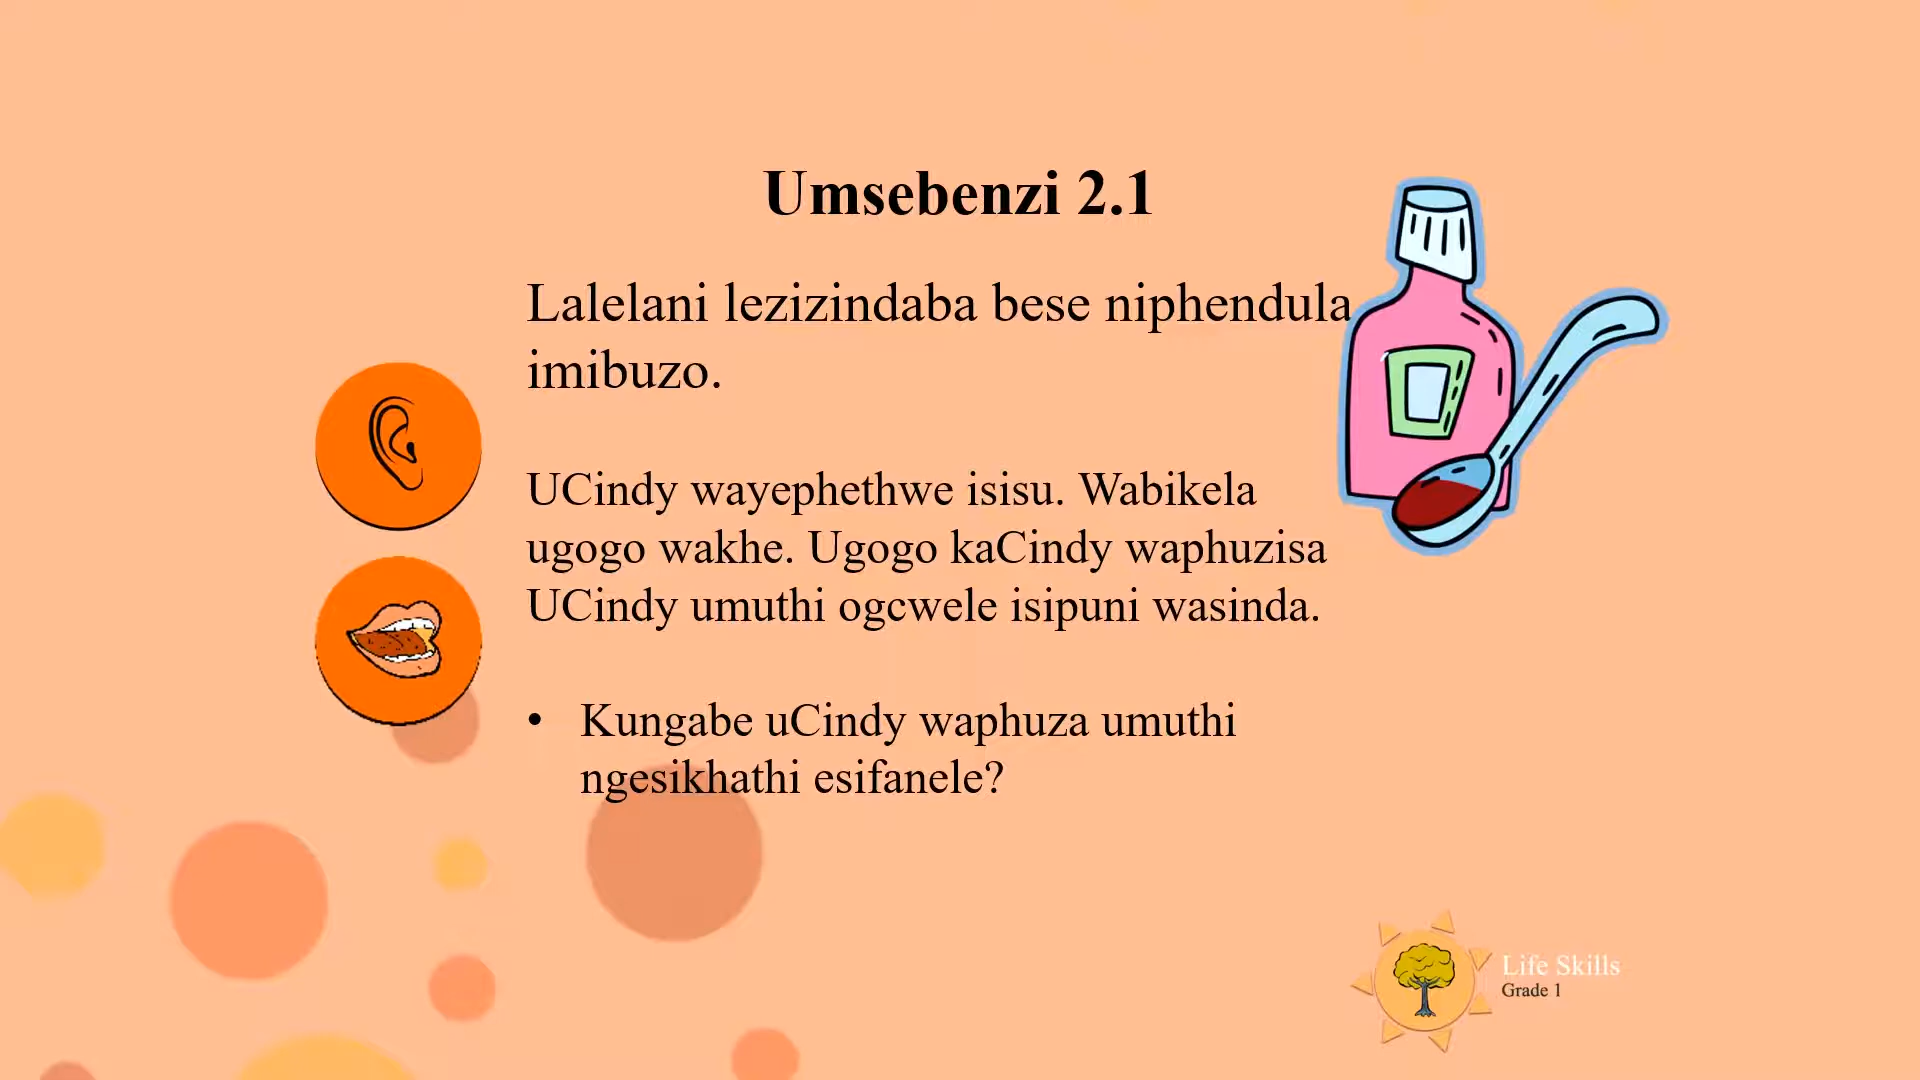 Umsebenzi 2.1
Lalelani lezizindaba bese niphendula
imibuzo.
UCindy wayephethwe isisu. Wabikela
ugogo wakhe. Ugogo kaCindy waphuzisa
UCindy umuthi ogcwele isipuni wasinda.
• Kungabe uCindy waphuza umuthi
ngesikhathi esifanele?
Life Skills
Grade 1